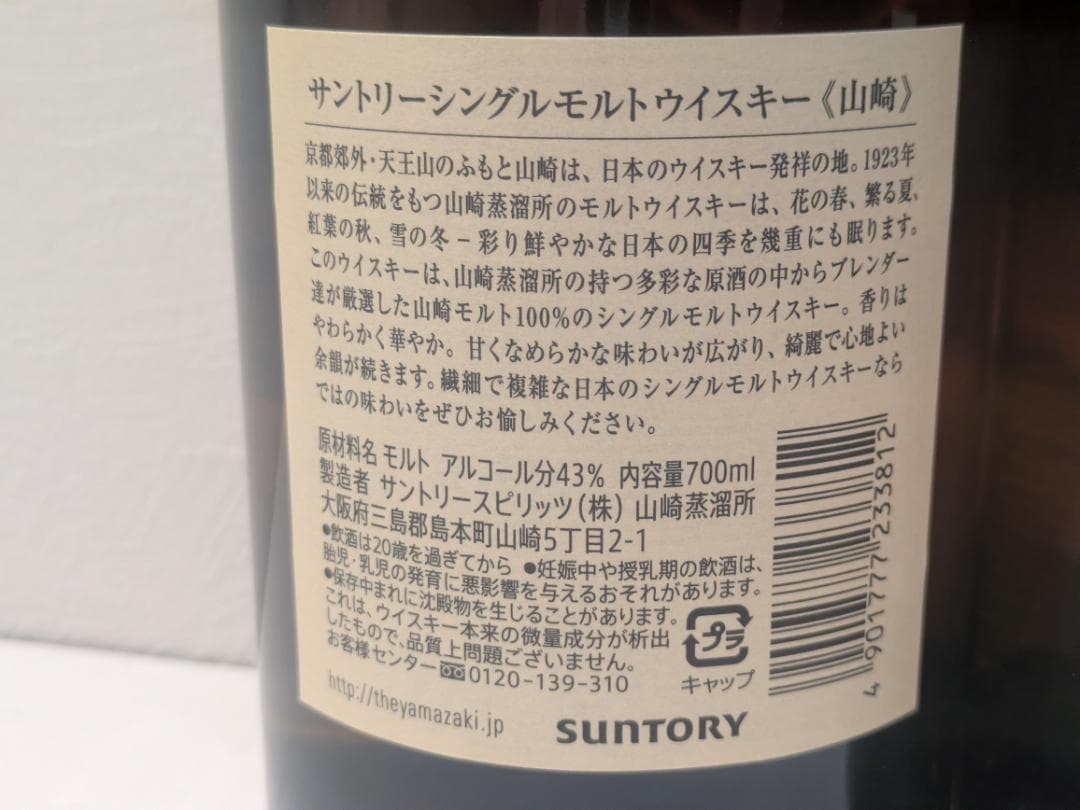 サントリーシングルモルトウイスキー《山崎》
京都郊外・天王山のふもと山崎は、日本のウイスキー発祥の地。1923年
以来の伝統をもつ山崎蒸溜所のモルトウイスキーは、花の春、繁る夏、
紅葉の秋、雪の冬－彩り鮮やかな日本の四季を幾重にも眠ります。
このウイスキーは、山崎蒸溜所の持つ多彩な原酒の中からブレンダー
達が厳選した山崎モルト100%のシングルモルトウイスキー。香りは
やわらかく華やか。甘くなめらかな味わいが広がり、綺麗で心地よい
余韻が続きます。繊細で複雑な日本のシングルモルトウイスキーなら
ではの味わいをぜひお愉しみください。
原材料名 モルト アルコール分43% 内容量700ml
製造者 サントリースピリッツ(株) 山崎蒸溜所
大阪府三島郡島本町山崎5丁目2-1
●飲酒は20歳を過ぎてから ●妊娠中や授乳期の飲酒は、
胎児・乳児の発育に悪影響を与えるおそれがあります。
●保存中まれに沈殿物を生じることがあります。
これは、ウイスキー本来の微量成分が析出
したもので、品質上問題ございません。
お客様センター 0120-139-310
http://theyamazaki.jp
SUNTORY
プラ
キャップ
4 901777 233812